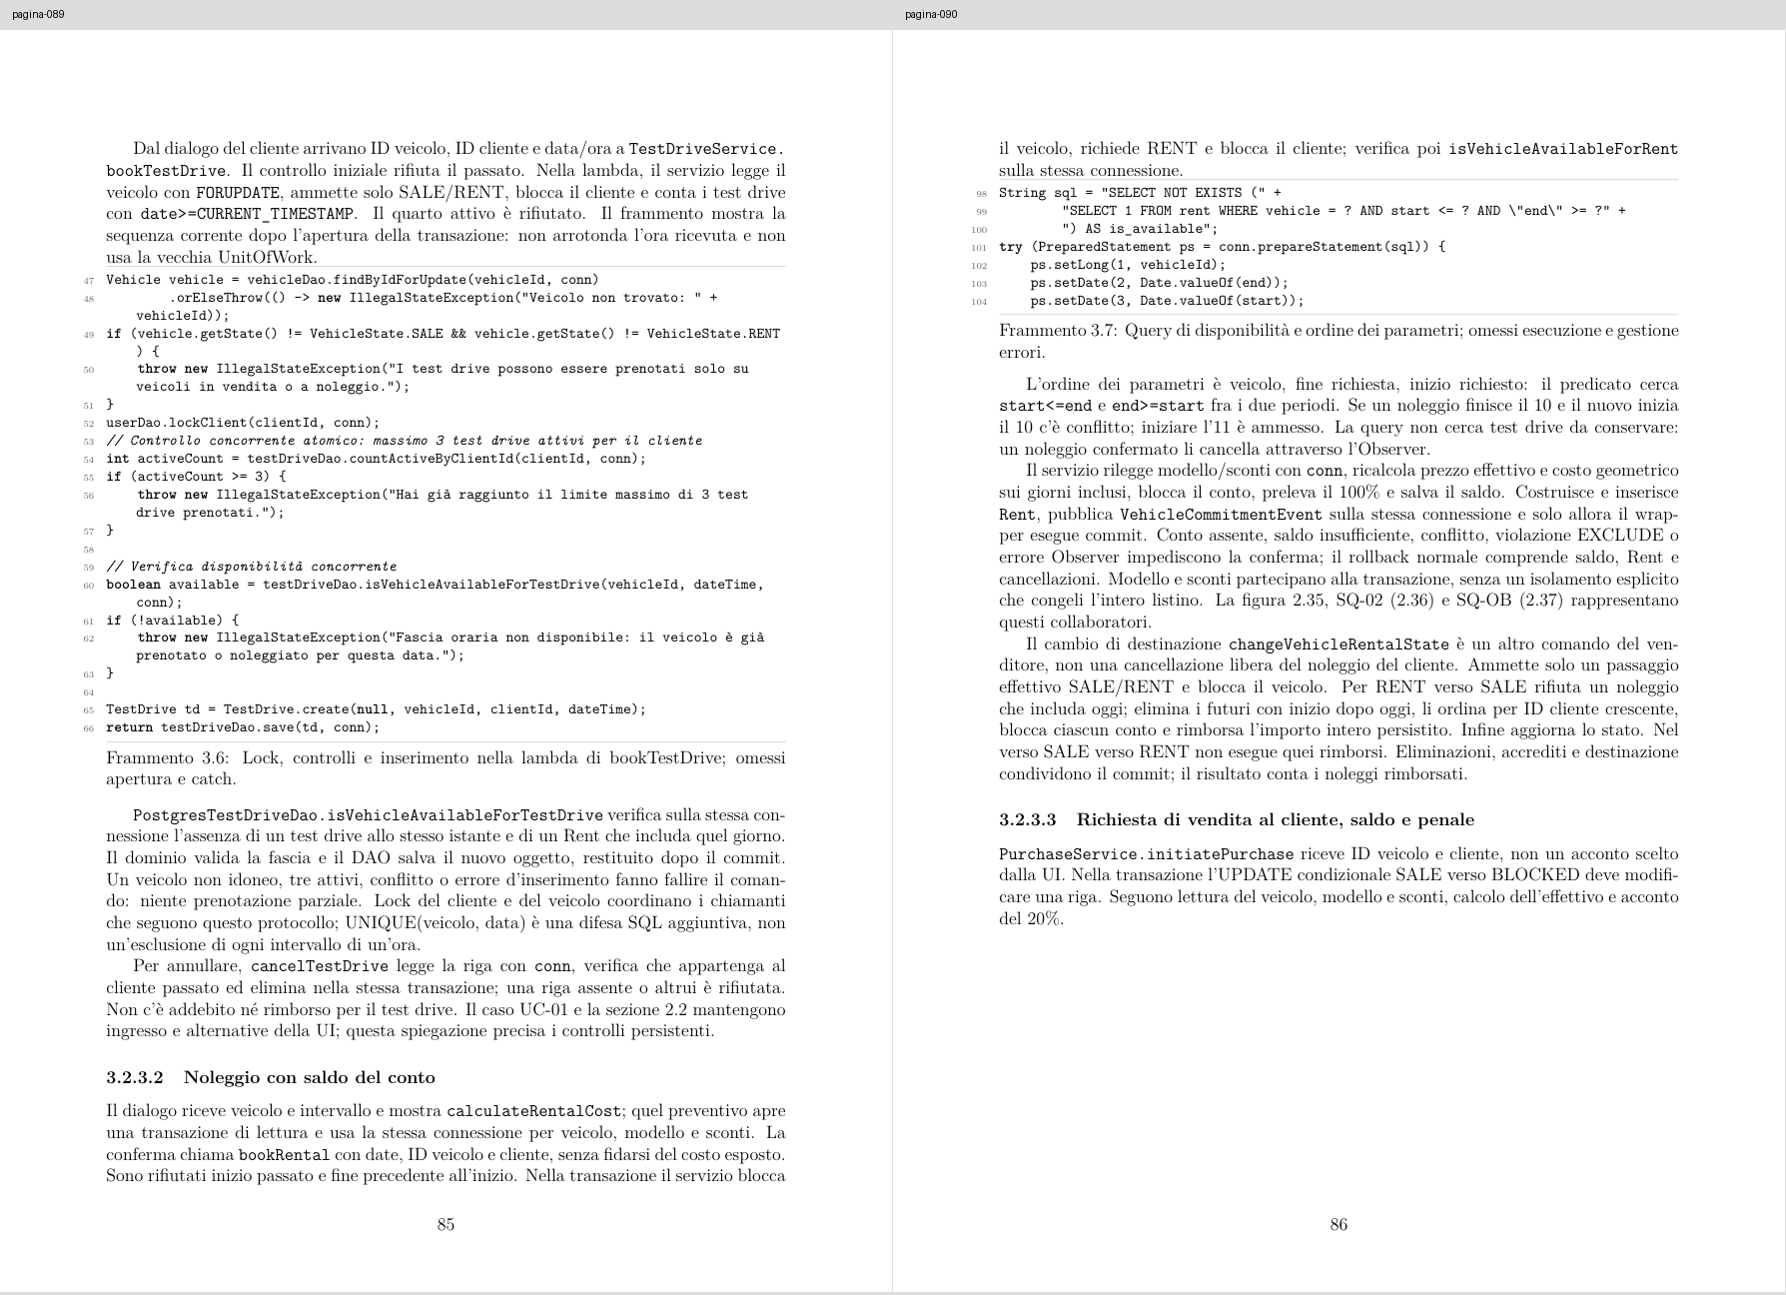 pagina-089
Dal dialogo del cliente arrivano ID veicolo, ID cliente e data/ora a TestDriveService.
bookTestDrive. Il controllo iniziale rifiuta il passato. Nella lambda, il servizio legge il
veicolo con FORUPDATE, ammette solo SALE/RENT, blocca il cliente e conta i test drive
con date>=CURRENT_TIMESTAMP. Il quarto attivo è rifiutato. Il frammento mostra la
sequenza corrente dopo l'apertura della transazione: non arrotonda l'ora ricevuta e non
usa la vecchia UnitOfWork.
47 Vehicle vehicle = vehicleDao.findByIdForUpdate(vehicleId, conn)
48 .orElseThrow(() -> new IllegalStateException("Veicolo non trovato: " +
vehicleId));
49 if (vehicle.getState() != VehicleState.SALE && vehicle.getState() != VehicleState.RENT
) {
50 throw new IllegalStateException("I test drive possono essere prenotati solo su
veicoli in vendita o a noleggio.");
51 }
52 userDao.lockClient(clientId, conn);
53 // Controllo concorrente atomico: massimo 3 test drive attivi per il cliente
54 int activeCount = testDriveDao.countActiveByClientId(clientId, conn);
55 if (activeCount >= 3) {
56 throw new IllegalStateException("Hai già raggiunto il limite massimo di 3 test
drive prenotati.");
57 }
58
59 // Verifica disponibilità concorrente
60 boolean available = testDriveDao.isVehicleAvailableForTestDrive(vehicleId, dateTime,
conn);
61 if (!available) {
62 throw new IllegalStateException("Fascia oraria non disponibile: il veicolo è già
prenotato o noleggiato per questa data.");
63 }
64
65 TestDrive td = TestDrive.create(null, vehicleId, clientId, dateTime);
66 return testDriveDao.save(td, conn);
Frammento 3.6: Lock, controlli e inserimento nella lambda di bookTestDrive; omessi
apertura e catch.
PostgresTestDriveDao.isVehicleAvailableForTestDrive verifica sulla stessa con-
nessione l'assenza di un test drive allo stesso istante e di un Rent che includa quel giorno.
Il dominio valida la fascia e il DAO salva il nuovo oggetto, restituito dopo il commit.
Un veicolo non idoneo, tre attivi, conflitto o errore d'inserimento fanno fallire il coman-
do: niente prenotazione parziale. Lock del cliente e del veicolo coordinano i chiamanti
che seguono questo protocollo; UNIQUE(veicolo, data) è una difesa SQL aggiuntiva, non
un'esclusione di ogni intervallo di un'ora.
Per annullare, cancelTestDrive legge la riga con conn, verifica che appartenga al
cliente passato ed elimina nella stessa transazione; una riga assente o altrui è rifiutata.
Non c'è addebito né rimborso per il test drive. Il caso UC-01 e la sezione 2.2 mantengono
ingresso e alternative della UI; questa spiegazione precisa i controlli persistenti.
3.2.3.2 Noleggio con saldo del conto
Il dialogo riceve veicolo e intervallo e mostra calculateRentalCost; quel preventivo apre
una transazione di lettura e usa la stessa connessione per veicolo, modello e sconti. La
conferma chiama bookRental con date, ID veicolo e cliente, senza fidarsi del costo esposto.
Sono rifiutati inizio passato e fine precedente all'inizio. Nella transazione il servizio blocca
85
pagina-090
il veicolo, richiede RENT e blocca il cliente; verifica poi isVehicleAvailableForRent
sulla stessa connessione.
98 String sql = "SELECT NOT EXISTS (" +
99 "SELECT 1 FROM rent WHERE vehicle = ? AND start <= ? AND \"end\" >= ?" +
100 ") AS is_available";
101 try (PreparedStatement ps = conn.prepareStatement(sql)) {
102 ps.setLong(1, vehicleId);
103 ps.setDate(2, Date.valueOf(end));
104 ps.setDate(3, Date.valueOf(start));
Frammento 3.7: Query di disponibilità e ordine dei parametri; omessi esecuzione e gestione
errori.
L'ordine dei parametri è veicolo, fine richiesta, inizio richiesto: il predicato cerca
start<=end e end>=start fra i due periodi. Se un noleggio finisce il 10 e il nuovo inizia
il 10 c'è conflitto; iniziare l'11 è ammesso. La query non cerca test drive da conservare:
un noleggio confermato li cancella attraverso l'Observer.
Il servizio rilegge modello/sconti con conn, ricalcola prezzo effettivo e costo geometrico
sui giorni inclusi, blocca il conto, preleva il 100% e salva il saldo. Costruisce e inserisce
Rent, pubblica VehicleCommitmentEvent sulla stessa connessione e solo allora il wrap-
per esegue commit. Conto assente, saldo insufficiente, conflitto, violazione EXCLUDE o
errore Observer impediscono la conferma; il rollback normale comprende saldo, Rent e
cancellazioni. Modello e sconti partecipano alla transazione, senza un isolamento esplicito
che congeli l'intero listino. La figura 2.35, SQ-02 (2.36) e SQ-OB (2.37) rappresentano
questi collaboratori.
Il cambio di destinazione changeVehicleRentalState è un altro comando del ven-
ditore, non una cancellazione libera del noleggio del cliente. Ammette solo un passaggio
effettivo SALE/RENT e blocca il veicolo. Per RENT verso SALE rifiuta un noleggio
che includa oggi; elimina i futuri con inizio dopo oggi, li ordina per ID cliente crescente,
blocca ciascun conto e rimborsa l'importo intero persistito. Infine aggiorna lo stato. Nel
verso SALE verso RENT non esegue quei rimborsi. Eliminazioni, accrediti e destinazione
condividono il commit; il risultato conta i noleggi rimborsati.
3.2.3.3 Richiesta di vendita al cliente, saldo e penale
PurchaseService.initiatePurchase riceve ID veicolo e cliente, non un acconto scelto
dalla UI. Nella transazione l'UPDATE condizionale SALE verso BLOCKED deve modifi-
care una riga. Seguono lettura del veicolo, modello e sconti, calcolo dell'effettivo e acconto
del 20%.
86